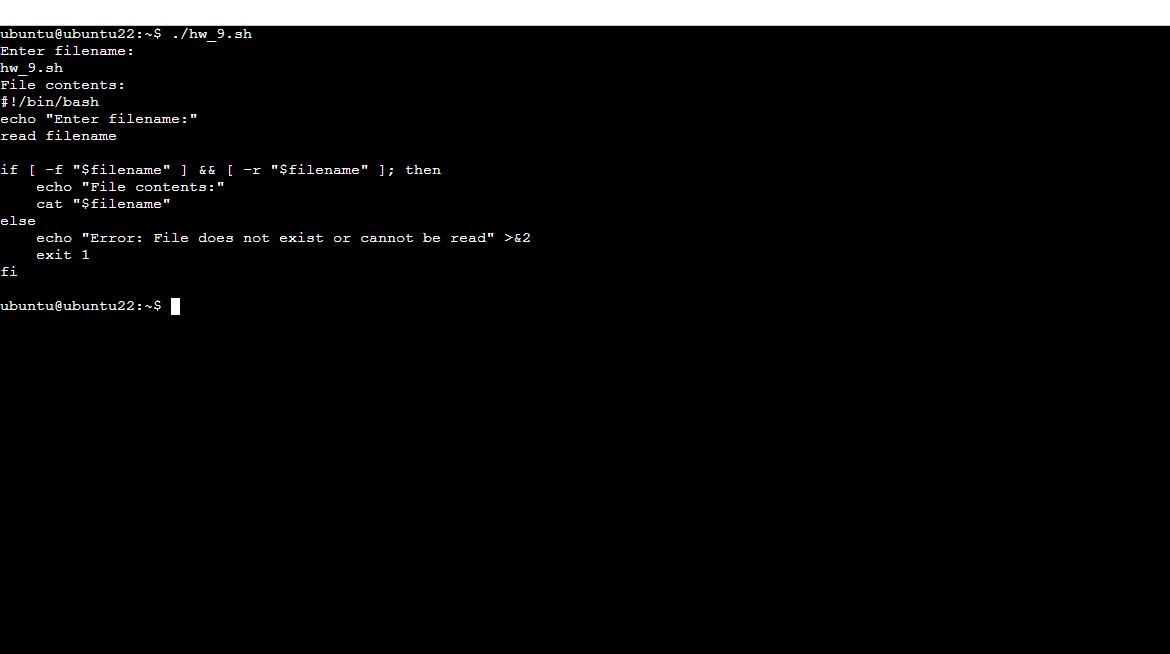 ubuntu@ubuntu22:~$ ./hw_9.sh
Enter filename:
hw_9.sh
File contents:
#!/bin/bash
echo "Enter filename:"
read filename

if [ -f "$filename" ] && [ -r "$filename" ]; then
    echo "File contents:"
    cat "$filename"
else
    echo "Error: File does not exist or cannot be read" >&2
    exit 1
fi

ubuntu@ubuntu22:~$